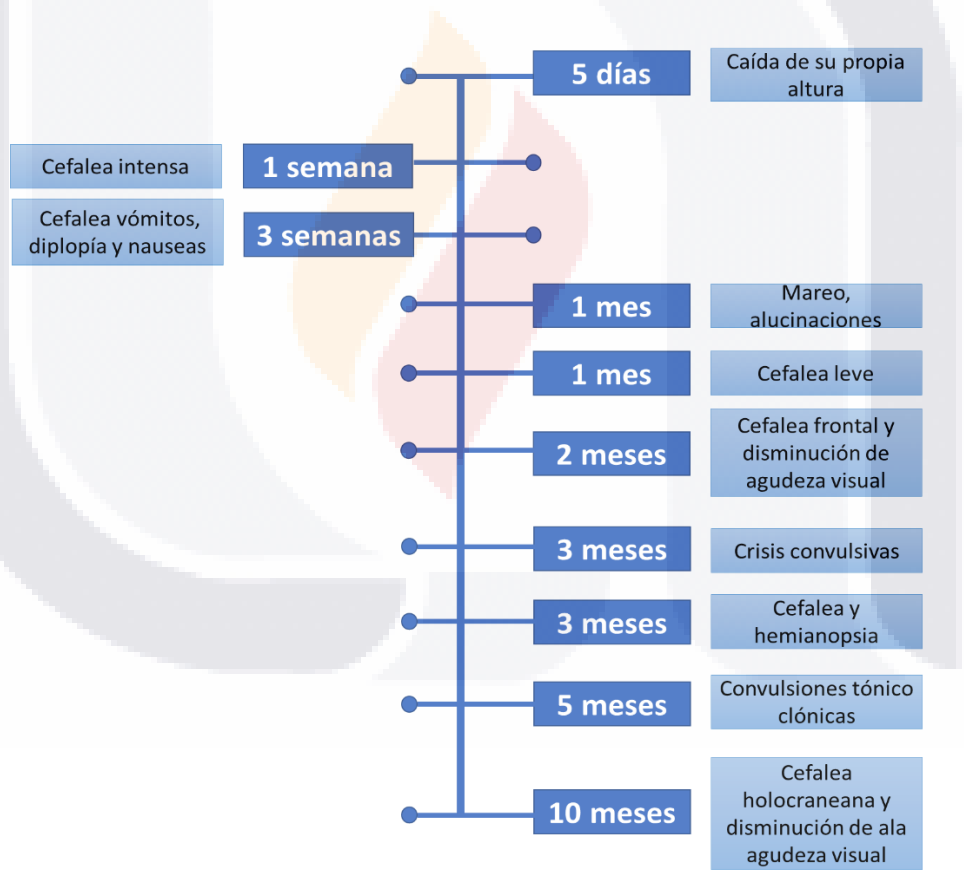 5 días
Caída de su propia
altura
Cefalea intensa
1 semana
Cefalea vómitos,
diplopía y nauseas
3 semanas
1 mes
Mareo,
alucinaciones
1 mes
Cefalea leve
2 meses
Cefalea frontal y
disminución de
agudeza visual
3 meses
Crisis convulsivas
3 meses
Cefalea y
hemianopsia
5 meses
Convulsiones tónico
clónicas
10 meses
Cefalea
holocraneana y
disminución de ala
agudeza visual